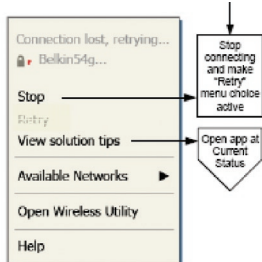 Connection lost, retrying...
Belkin54g...
Stop
Retry
View solution tips
Available Networks
Open Wireless Utility
Help
Stop
connecting
and make
"Retry"
menu choice
active
Open app at
Current
Status